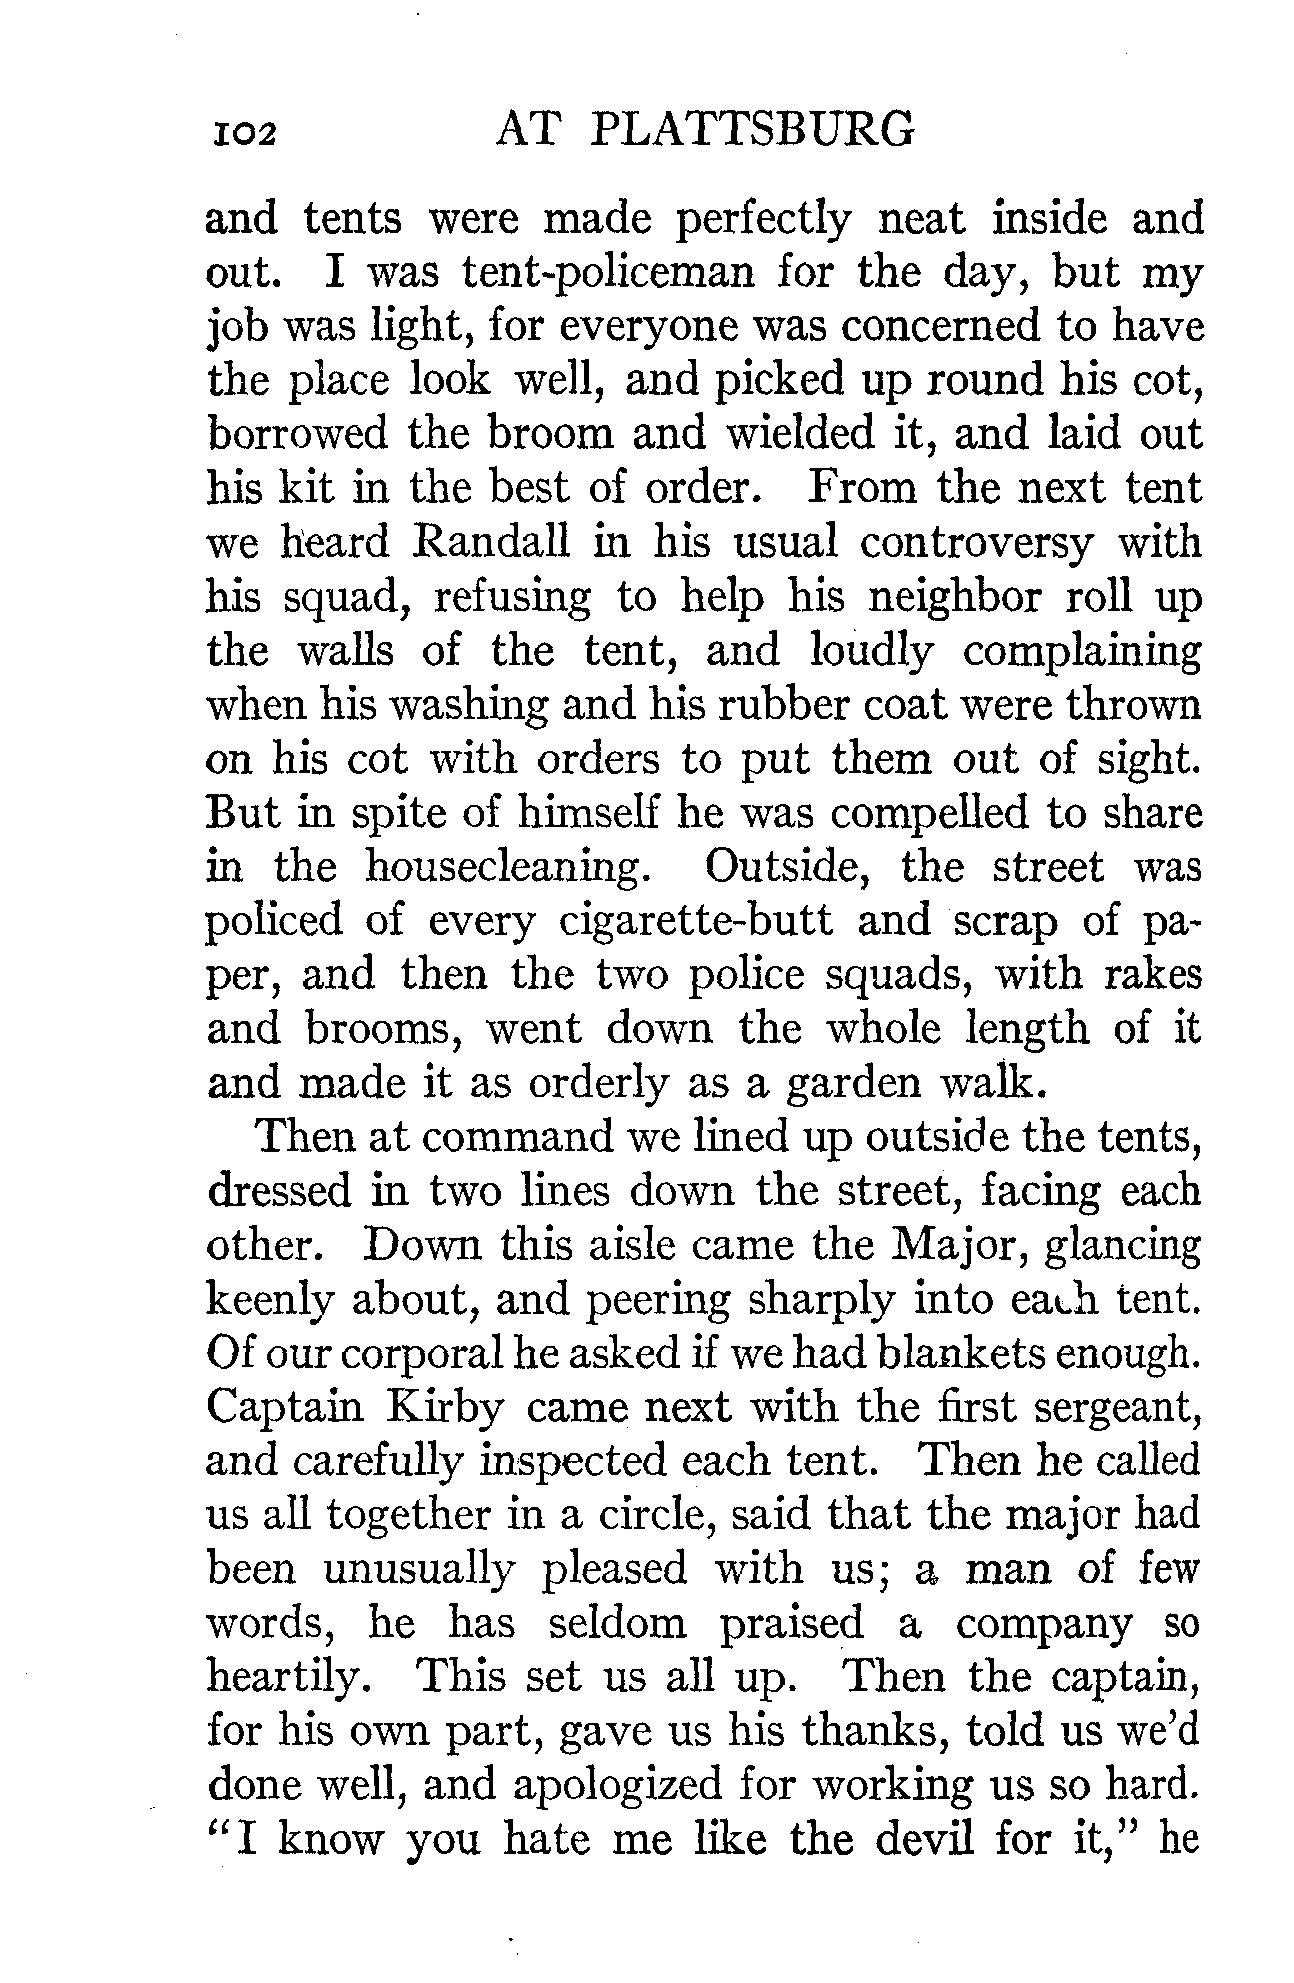 102 AT PLATTSBURG
and tents were made perfectly neat inside and
out. I was tent-policeman for the day, but my
job was light, for everyone was concerned to have
the place look well, and picked up round his cot,
borrowed the broom and wielded it, and laid out
his kit in the best of order. From the next tent
we heard Randall in his usual controversy with
his squad, refusing to help his neighbor roll up
the walls of the tent, and loudly complaining
when his washing and his rubber coat were thrown
on his cot with orders to put them out of sight.
But in spite of himself he was compelled to share
in the housecleaning. Outside, the street was
policed of every cigarette-butt and scrap of pa-
per, and then the two police squads, with rakes
and brooms, went down the whole length of it
and made it as orderly as a garden walk.
Then at command we lined up outside the tents,
dressed in two lines down the street, facing each
other. Down this aisle came the Major, glancing
keenly about, and peering sharply into each tent.
Of our corporal he asked if we had blankets enough.
Captain Kirby came next with the first sergeant,
and carefully inspected each tent. Then he called
us all together in a circle, said that the major had
been unusually pleased with us; a man of few
words, he has seldom praised a company so
heartily. This set us all up. Then the captain,
for his own part, gave us his thanks, told us we'd
done well, and apologized for working us so hard.
"I know you hate me like the devil for it," he